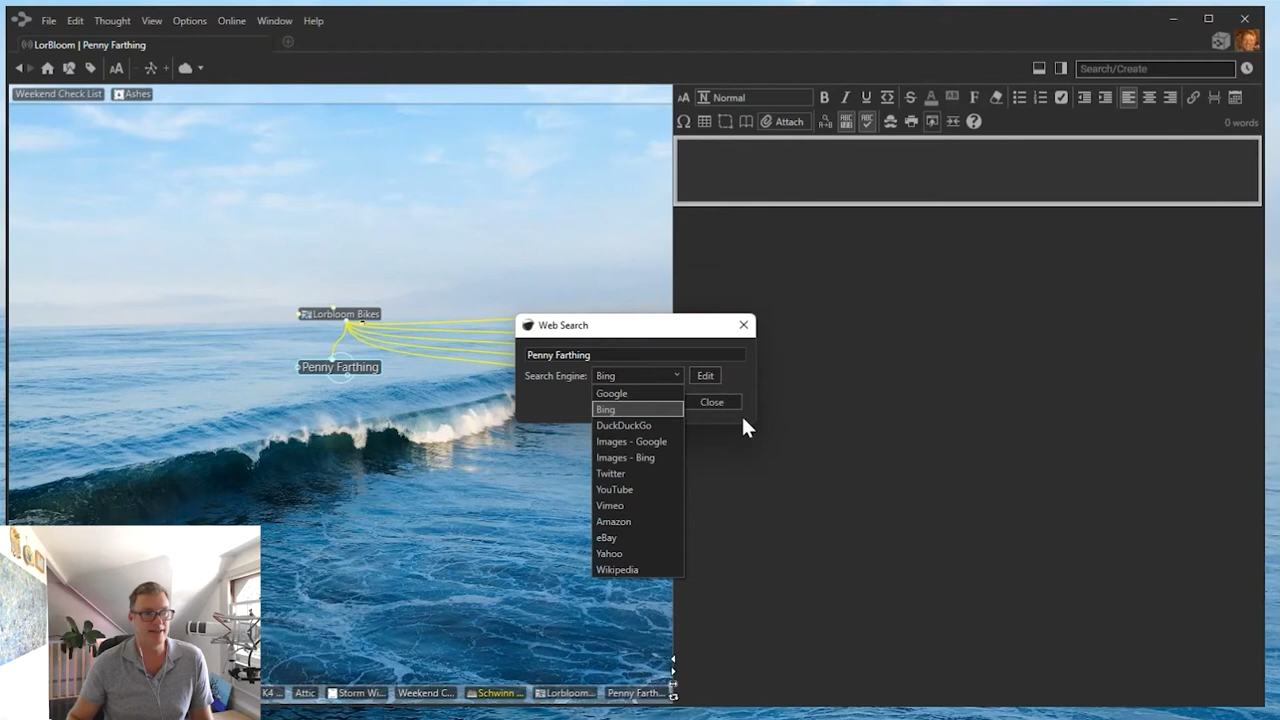 File Edit Thought View Options Online Window Help
LorBloom | Penny Farthing
Search/Create
Weekend Check List Ashes
Normal
Attach
0 words
Lorbloom Bikes
Penny Farthing
Web Search
Penny Farthing
Search Engine: Bing Edit
Close
Google
Bing
DuckDuckGo
Images - Google
Images - Bing
Twitter
YouTube
Vimeo
Amazon
eBay
Yahoo
Wikipedia
K4 ... Attic Storm Wi... Weekend C... Schwinn ... Lorbloom... Penny Farth...